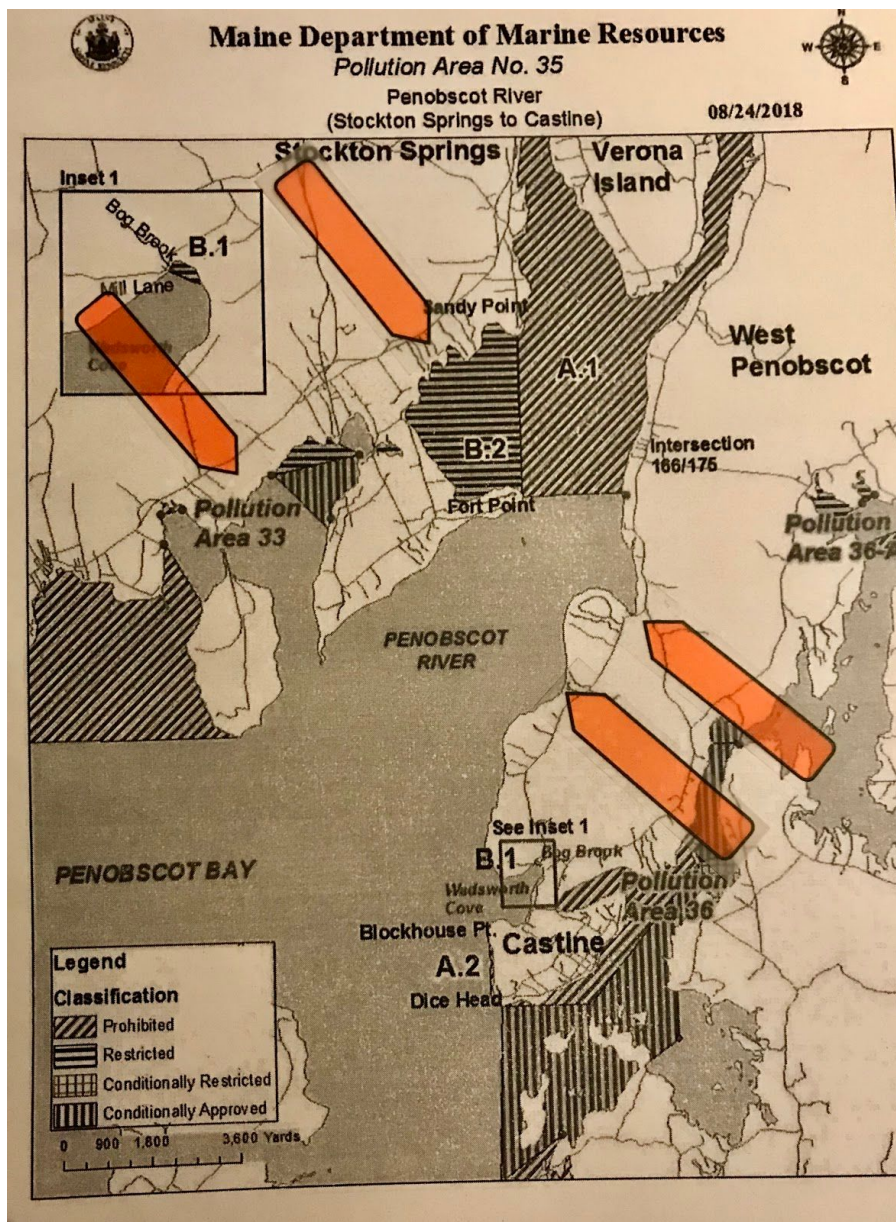 Maine Department of Marine Resources
Pollution Area No. 35
Penobscot River
(Stockton Springs to Castine)
08/24/2018
N
W
E
S
Stockton Springs
Verona
Island
Inset 1
Bog Brook
B.1
Mill Lane
Wadsworth
Cove
Sandy Point
West
Penobscot
A.1
B.2
Intersection
166/175
Fort Point
Pollution
Area 33
Pollution
Area 36-A
PENOBSCOT
RIVER
See Inset 1
B.1
Bog Brook
Wadsworth
Cove
Pollution
Area 36
PENOBSCOT BAY
Blockhouse Pt.
Castine
A.2
Dice Head
Legend
Classification
Prohibited
Restricted
Conditionally Restricted
Conditionally Approved
0 900 1,800 3,600 Yards